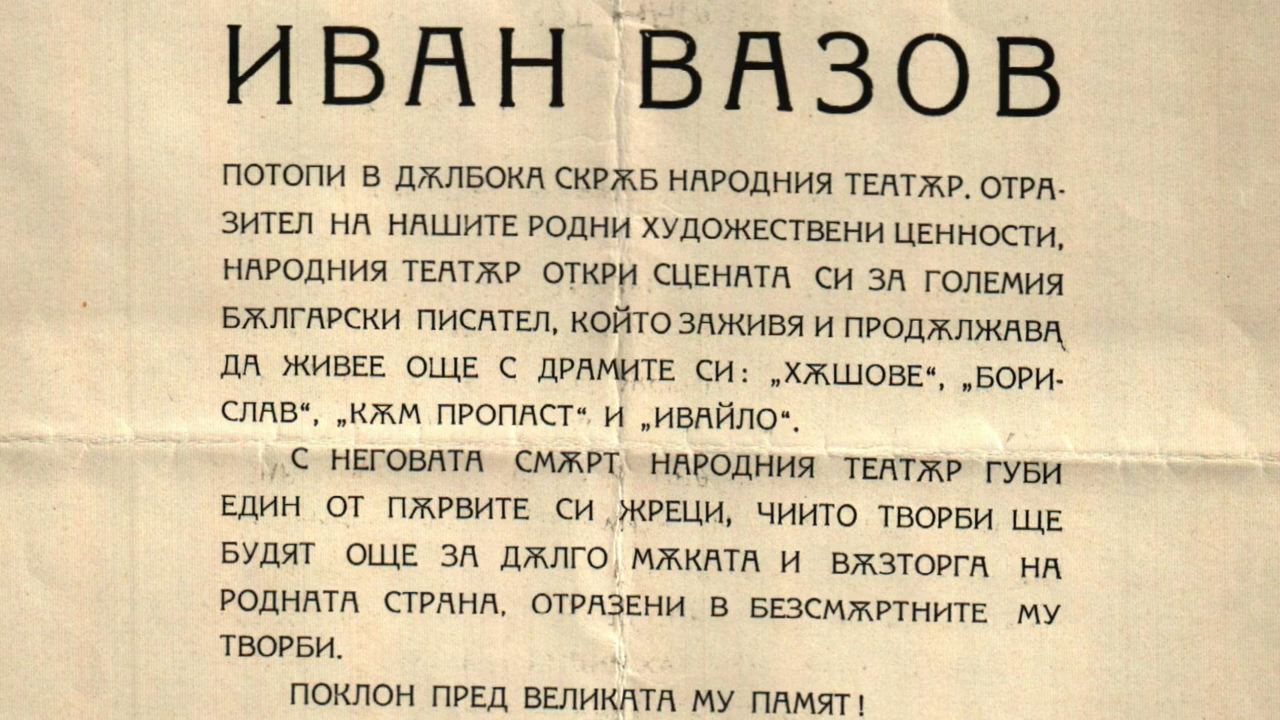 ИВАН ВАЗОВ
ПОТОПИ В ДѪЛБОКА СКРѪБ НАРОДНИЯ ТЕАТѪР. ОТРА-
ЗИТЕЛ НА НАШИТЕ РОДНИ ХУДОЖЕСТВЕНИ ЦЕННОСТИ,
НАРОДНИЯ ТЕАТѪР ОТКРИ СЦЕНАТА СИ ЗА ГОЛЕМИЯ
БѪЛГАРСКИ ПИСАТЕЛ, КОЙТО ЗАЖИВЯ И ПРОДѪЛЖАВА
ДА ЖИВЕЕ ОЩЕ С ДРАМИТЕ СИ: „ХѪШОВЕ“, „БОРИ-
СЛАВ“, „КѪМ ПРОПАСТ“ И „ИВАЙЛО“.
С НЕГОВАТА СМѪРТ НАРОДНИЯ ТЕАТѪР ГУБИ
ЕДИН ОТ ПѪРВИТЕ СИ ЖРЕЦИ, ЧИИТО ТВОРБИ ЩЕ
БУДЯТ ОЩЕ ЗА ДѪЛГО МѪКАТА И ВѪЗТОРГА НА
РОДНАТА СТРАНА, ОТРАЗЕНИ В БЕЗСМѪРТНИТЕ МУ
ТВОРБИ.
ПОКЛОН ПРЕД ВЕЛИКАТА МУ ПАМЯТ!